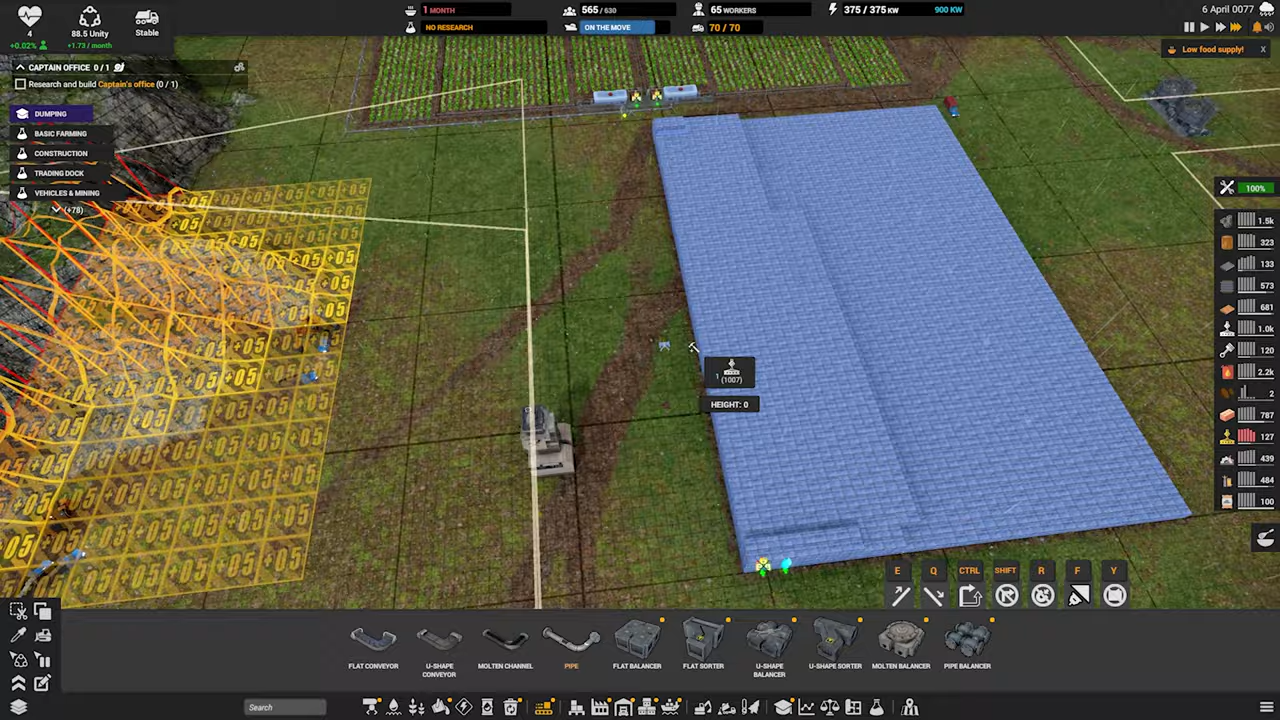 4
+0.02%
88.5 Unity
+1.73 / month
Stable
1 MONTH
NO RESEARCH
565 / 630
ON THE MOVE
65 WORKERS
70 / 70
375 / 375 KW
900 KW
6 April 0077
Low food supply!
X
CAPTAIN OFFICE 0 / 1
Research and build Captain's office (0 / 1)
DUMPING
BASIC FARMING
CONSTRUCTION
TRADING DOCK
VEHICLES & MINING
(+78)
100%
1.5k
323
133
573
681
1.0k
120
2.2k
2
787
127
439
484
100
1
(1007)
HEIGHT: 0
E
Q
CTRL
SHIFT
R
F
Y
FLAT CONVEYOR
U-SHAPE CONVEYOR
MOLTEN CHANNEL
PIPE
FLAT BALANCER
FLAT SORTER
U-SHAPE BALANCER
U-SHAPE SORTER
MOLTEN BALANCER
PIPE BALANCER
Search